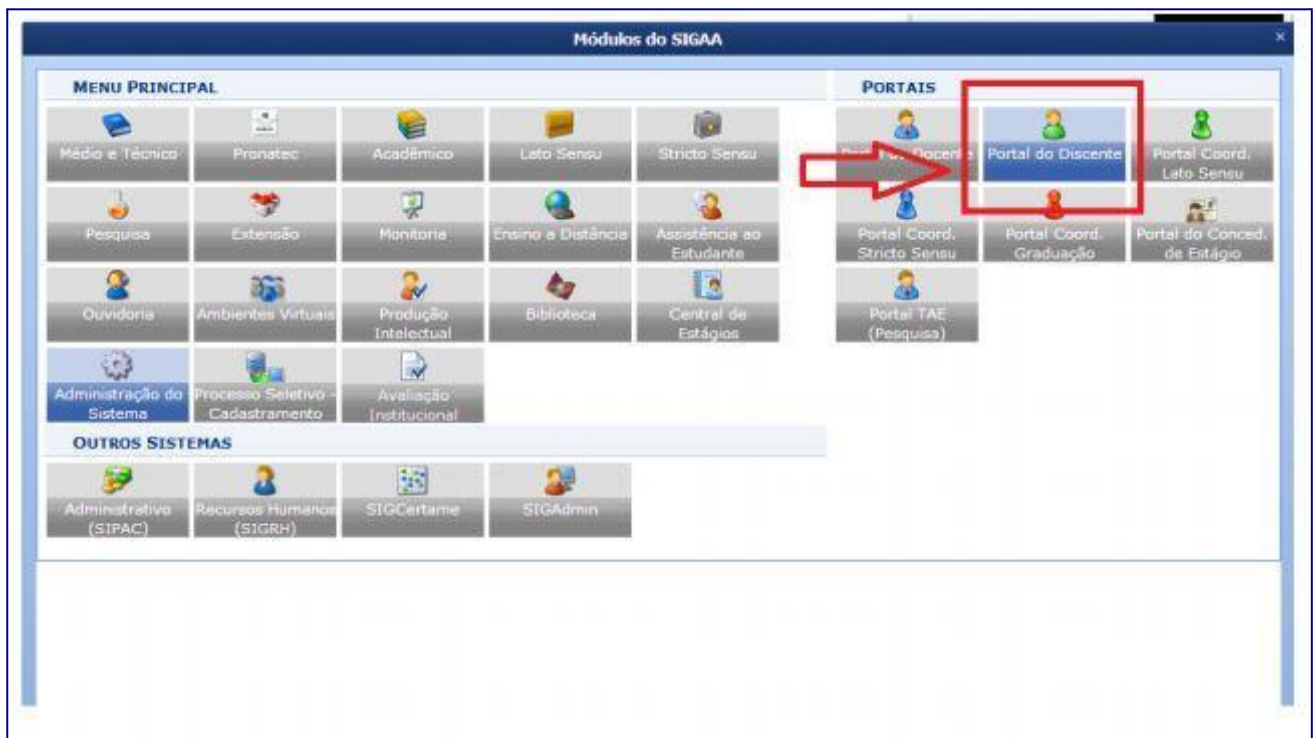 Módulos do SIGAA
MENU PRINCIPAL
Médio e Técnico
Pronatec
Acadêmico
Lato Sensu
Stricto Sensu
Pesquisa
Extensão
Monitoria
Ensino a Distância
Assistência ao
Estudante
Ouvidoria
Ambientes Virtuais
Produção
Intelectual
Biblioteca
Central de
Estágios
Administração do
Sistema
Processo Seletivo -
Cadastramento
Avaliação
Institucional
OUTROS SISTEMAS
Administrativo
(SIPAC)
Recursos Humanos
(SIGRH)
SIGCertame
SIGAdmin
PORTAIS
Docente
Portal do Discente
Portal Coord.
Lato Sensu
Portal Coord.
Stricto Sensu
Portal Coord.
Graduação
Portal do Conced.
de Estágio
Portal TAE
(Pesquisa)